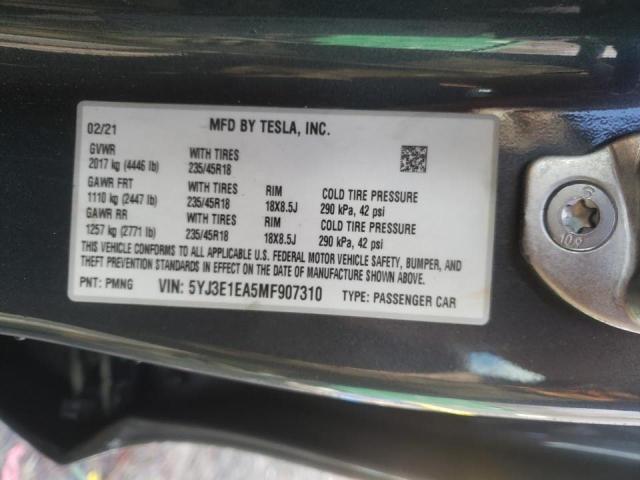 02/21 MFD BY TESLA, INC.
GVWR WITH TIRES
2017 kg (4446 lb) 235/45R18
GAWR FRT WITH TIRES RIM COLD TIRE PRESSURE
1110 kg (2447 lb) 235/45R18 18X8.5J 290 kPa, 42 psi
GAWR RR WITH TIRES RIM COLD TIRE PRESSURE
1257 kg (2771 lb) 235/45R18 18X8.5J 290 kPa, 42 psi
THIS VEHICLE CONFORMS TO ALL APPLICABLE U.S. FEDERAL MOTOR VEHICLE SAFETY, BUMPER, AND
THEFT PREVENTION STANDARDS IN EFFECT ON THE DATE OF MANUFACTURE SHOWN ABOVE.
PNT: PMNG VIN: 5YJ3E1EA5MF907310 TYPE: PASSENGER CAR